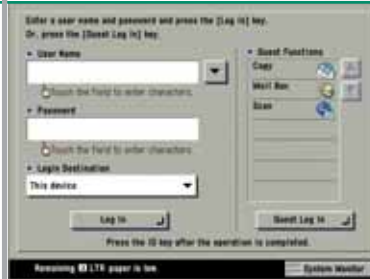 Enter a user name and password and press the [Log in] key.
Or, press the [Guest Log in] key.
User Name
Touch the field to enter characters.
Password
Touch the field to enter characters.
Login Destination
This device
Log In
Guest Functions
Copy
Mail Box
Scan
Guest Log In
Press the ID key after the operation is completed.
Remaining 2 LTR paper is low.
System Monitor